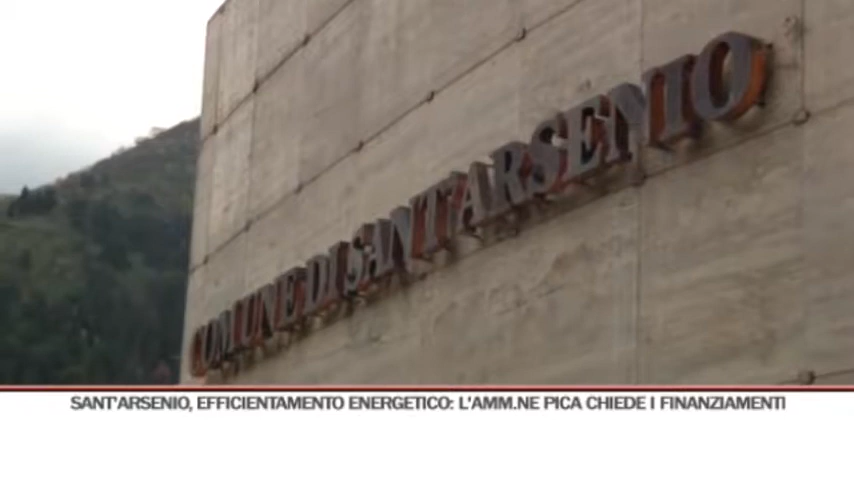 COMUNE DI SANT'ARSENIO
SANT'ARSENIO, EFFICIENTAMENTO ENERGETICO: L'AMM.NE PICA CHIEDE I FINANZIAMENTI